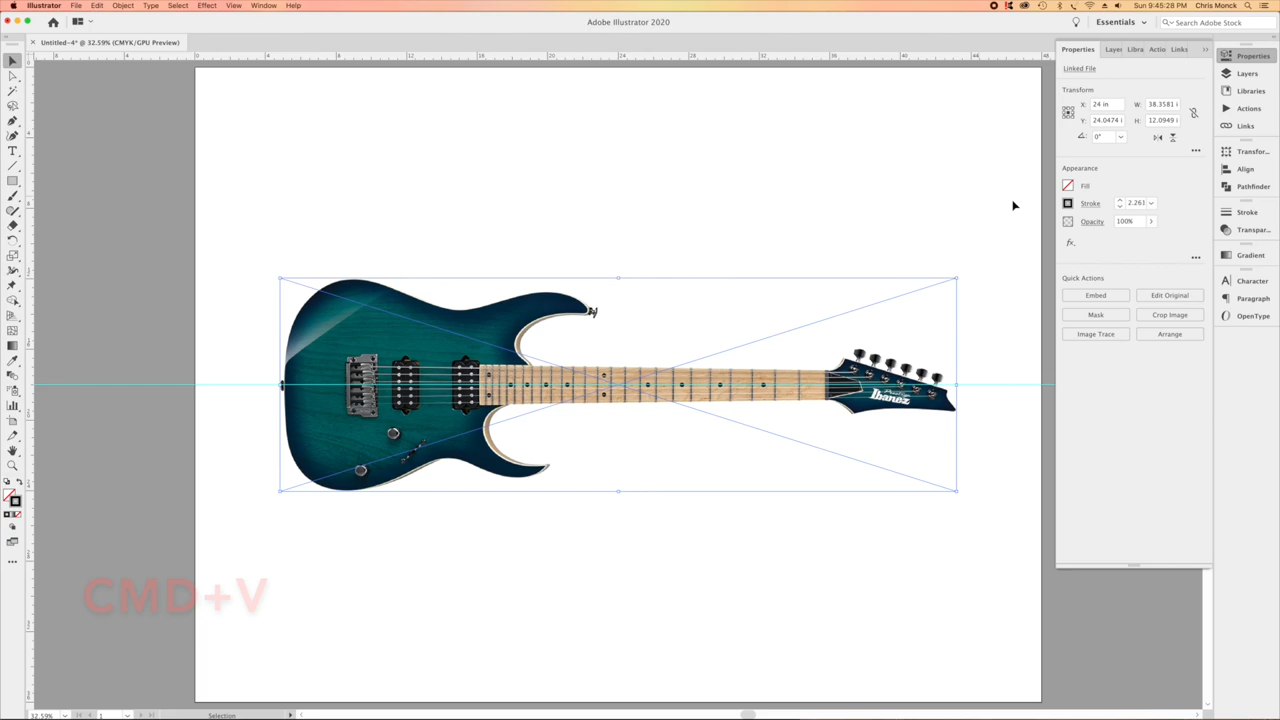 Illustrator File Edit Object Type Select Effect View Window Help
Sun 9:45:28 PM Chris Monck
Adobe Illustrator 2020
Essentials
Search Adobe Stock
Untitled-4* @ 32.59% (CMYK/GPU Preview)
Properties Layer Libra Actio Links
Linked File
Transform
X: 24 in W: 38.3581 i
Y: 24.0474 i H: 12.0949 i
0°
Appearance
Fill
Stroke 2.261
Opacity 100%
fx.
Quick Actions
Embed Edit Original
Mask Crop Image
Image Trace Arrange
Properties
Layers
Libraries
Actions
Links
Transfor...
Align
Pathfinder
Stroke
Transpar...
Gradient
Character
Paragraph
OpenType
Ibanez
CMD+V
32.59% 1 Selection